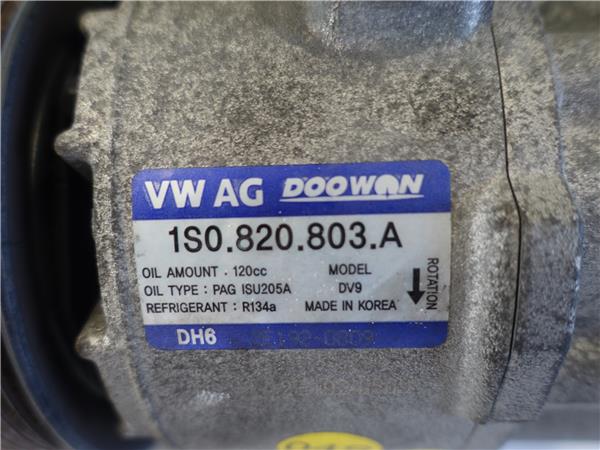 VW AG DOOWON
1S0.820.803.A
OIL AMOUNT : 120cc MODEL
OIL TYPE : PAG ISU205A DV9
REFRIGERANT : R134a MADE IN KOREA
ROTATION
DH6